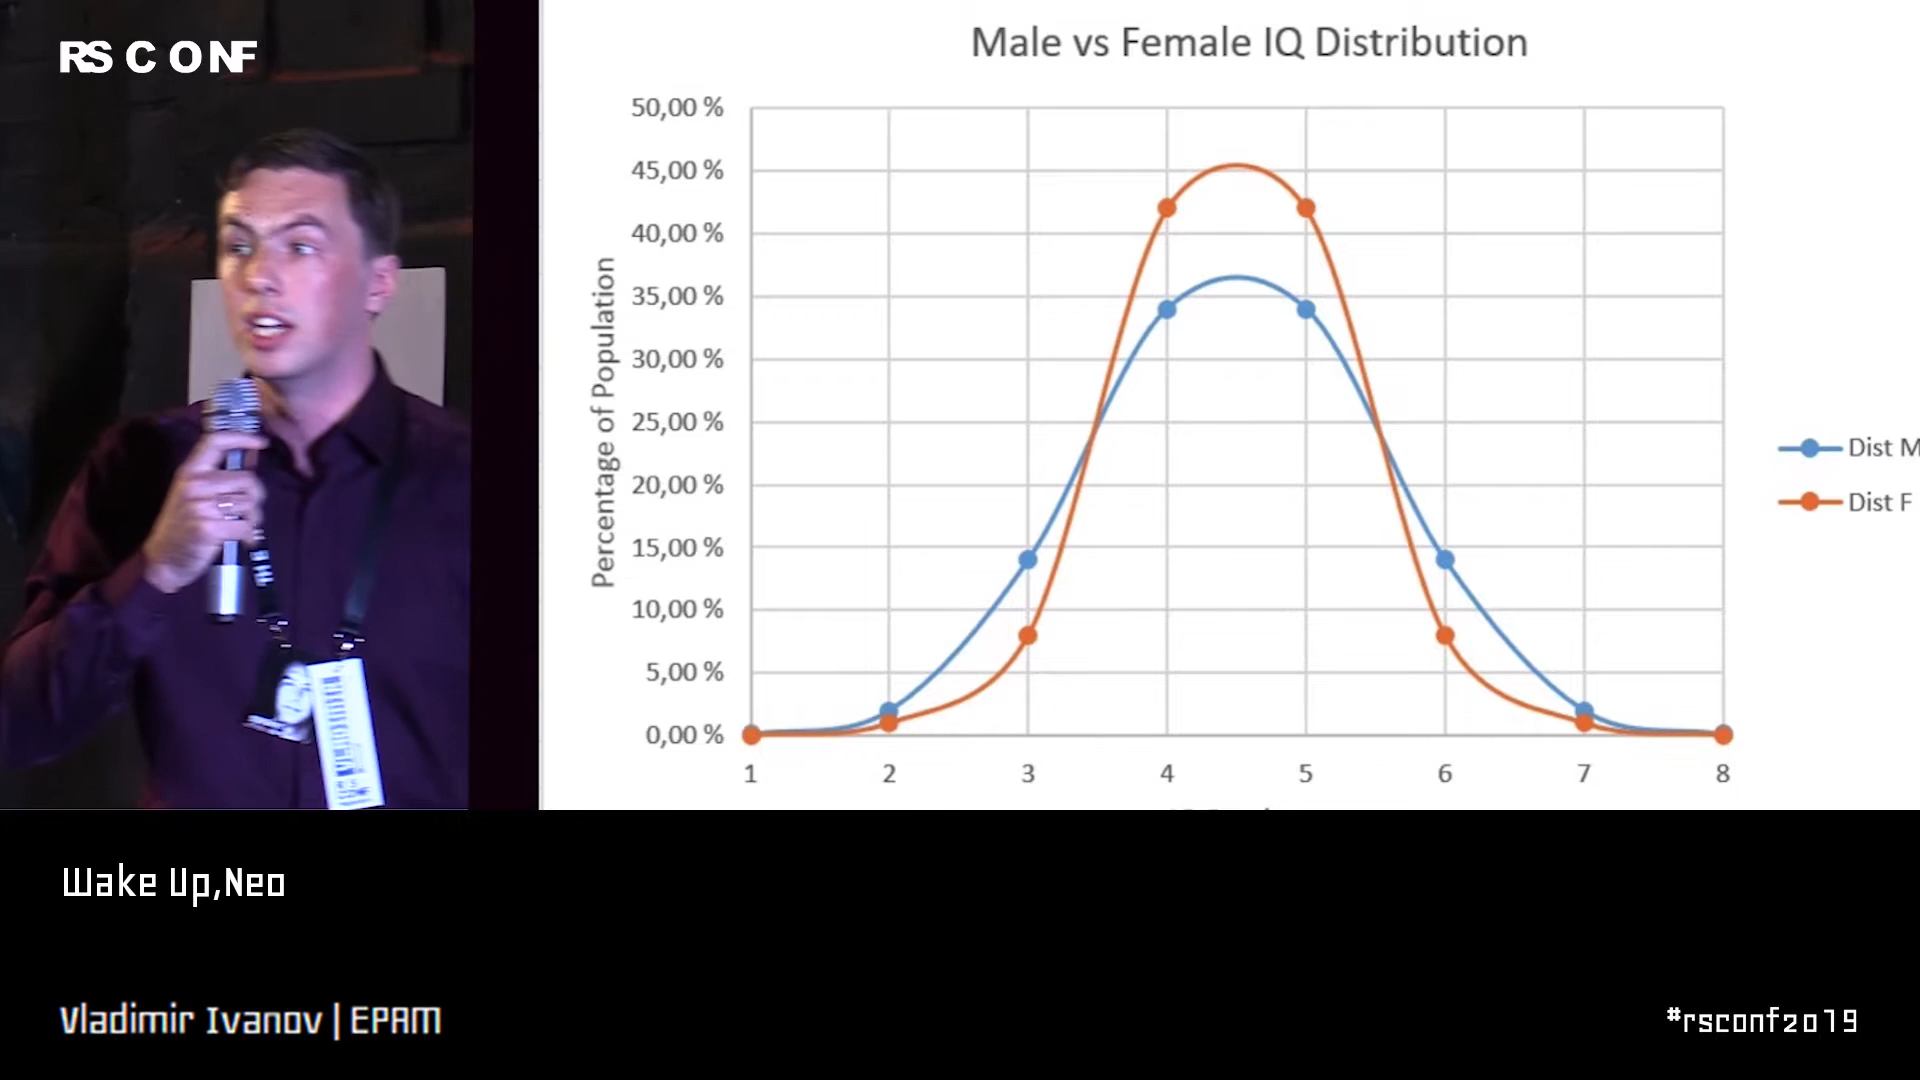 RS CONF
Male vs Female IQ Distribution
Percentage of Population
50,00 %
45,00 %
40,00 %
35,00 %
30,00 %
25,00 %
20,00 %
15,00 %
10,00 %
5,00 %
0,00 %
1 2 3 4 5 6 7 8
Dist M
Dist F
Wake Up,Neo
Vladimir Ivanov | EPAM
#rsconf2019